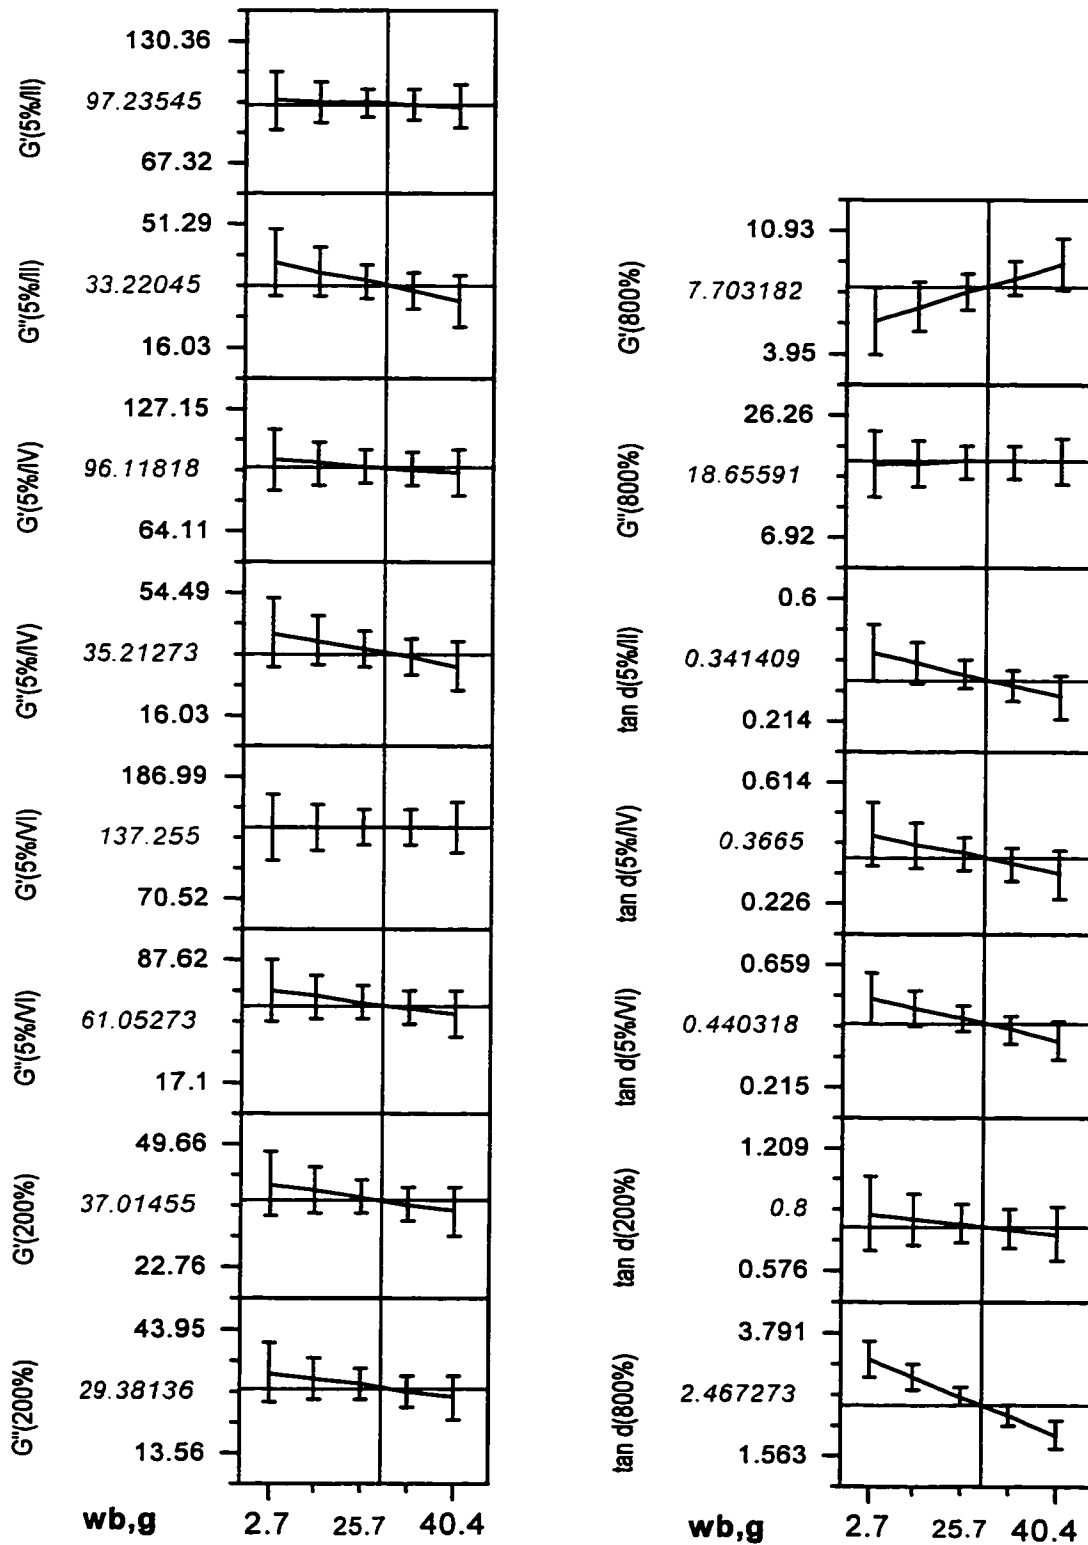 G'(5%/II)
130.36
97.23545
67.32
G"(5%/II)
51.29
33.22045
16.03
G'(5%/IV)
127.15
96.11818
64.11
G"(5%/IV)
54.49
35.21273
16.03
G'(5%/VI)
186.99
137.255
70.52
G"(5%/VI)
87.62
61.05273
17.1
G'(200%)
49.66
37.01455
22.76
G"(200%)
43.95
29.38136
13.56
wb,g 2.7 25.7 40.4
G'(800%)
10.93
7.703182
3.95
G"(800%)
26.26
18.65591
6.92
tan d(5%/II)
0.6
0.341409
0.214
tan d(5%/IV)
0.614
0.3665
0.226
tan d(5%/VI)
0.659
0.440318
0.215
tan d(200%)
1.209
0.8
0.576
tan d(800%)
3.791
2.467273
1.563
wb,g 2.7 25.7 40.4